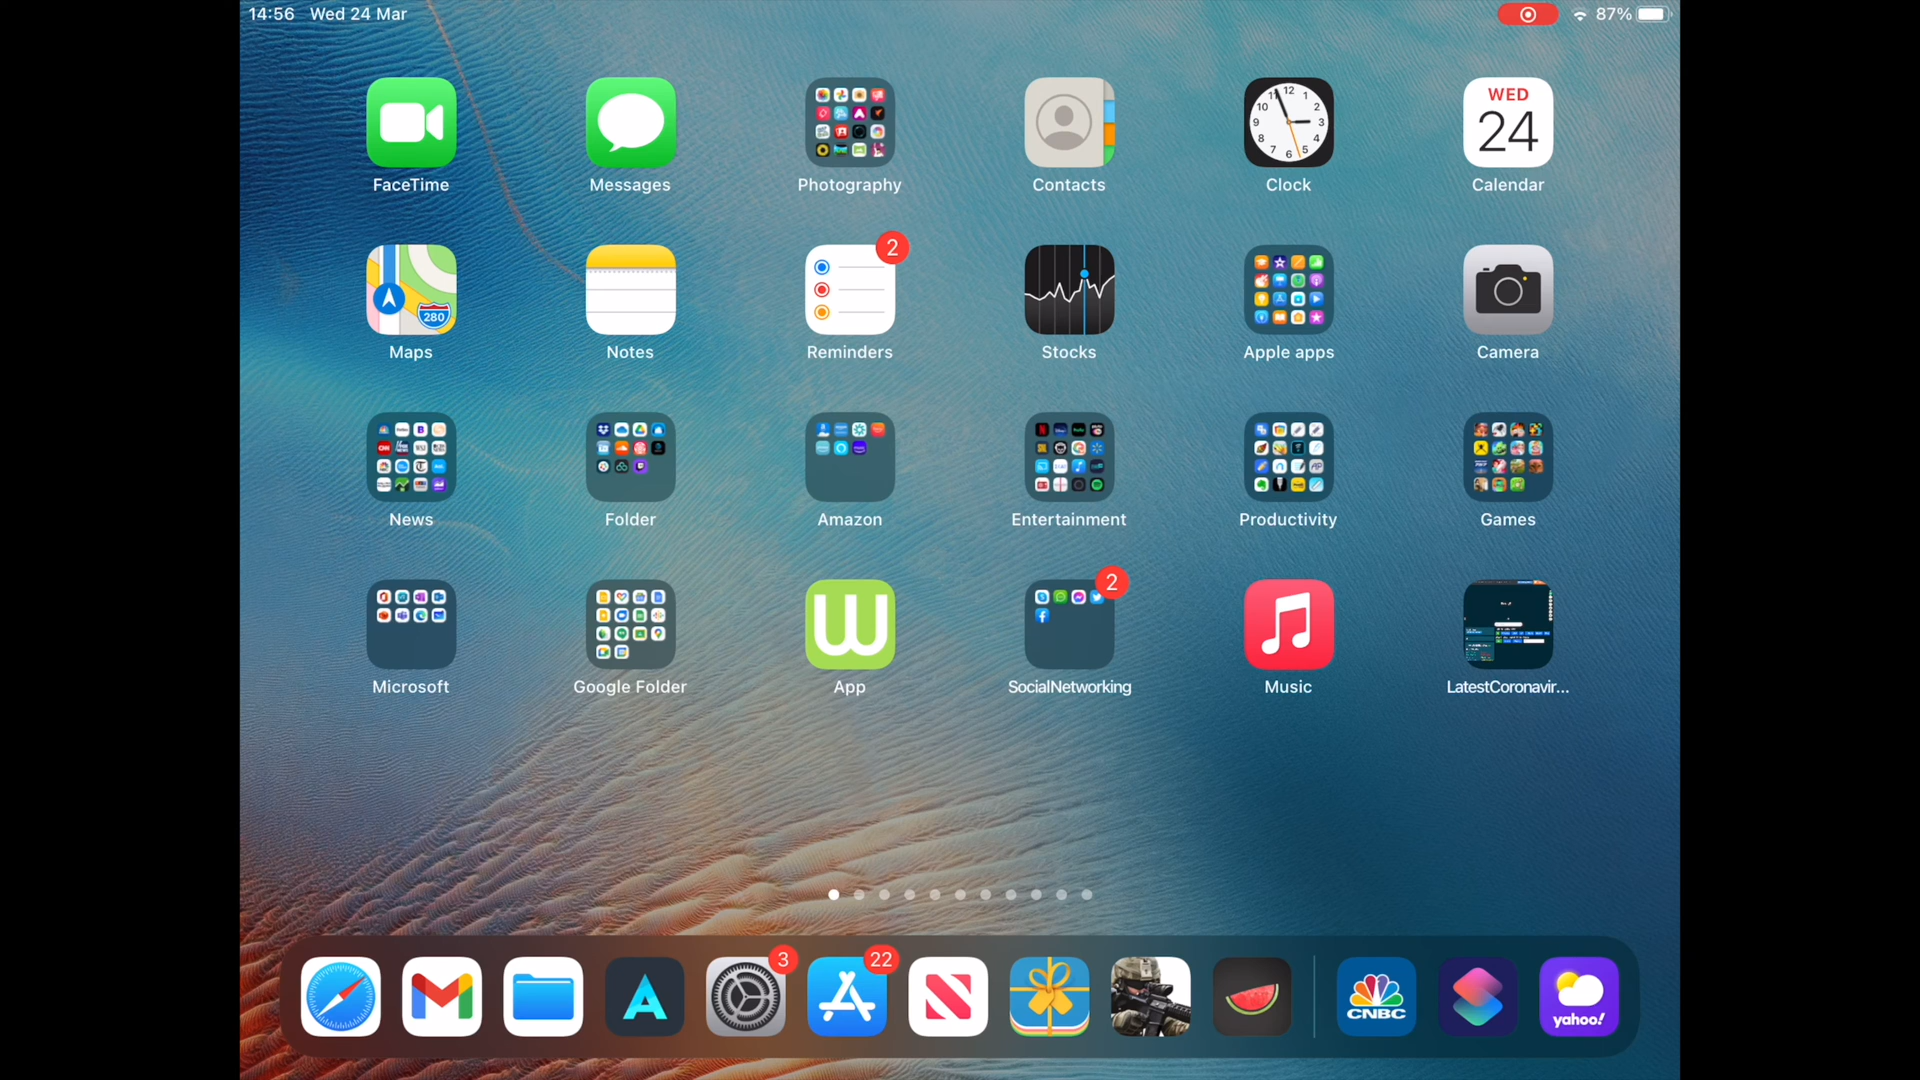 14:56 Wed 24 Mar
87%
WED
24
FaceTime
Messages
Photography
Contacts
Clock
Calendar
280
2
Maps
Notes
Reminders
Stocks
Apple apps
Camera
News
Folder
Amazon
Entertainment
Productivity
Games
2
W
Microsoft
Google Folder
App
SocialNetworking
Music
LatestCoronavir...
3
22
CNBC
yahoo!